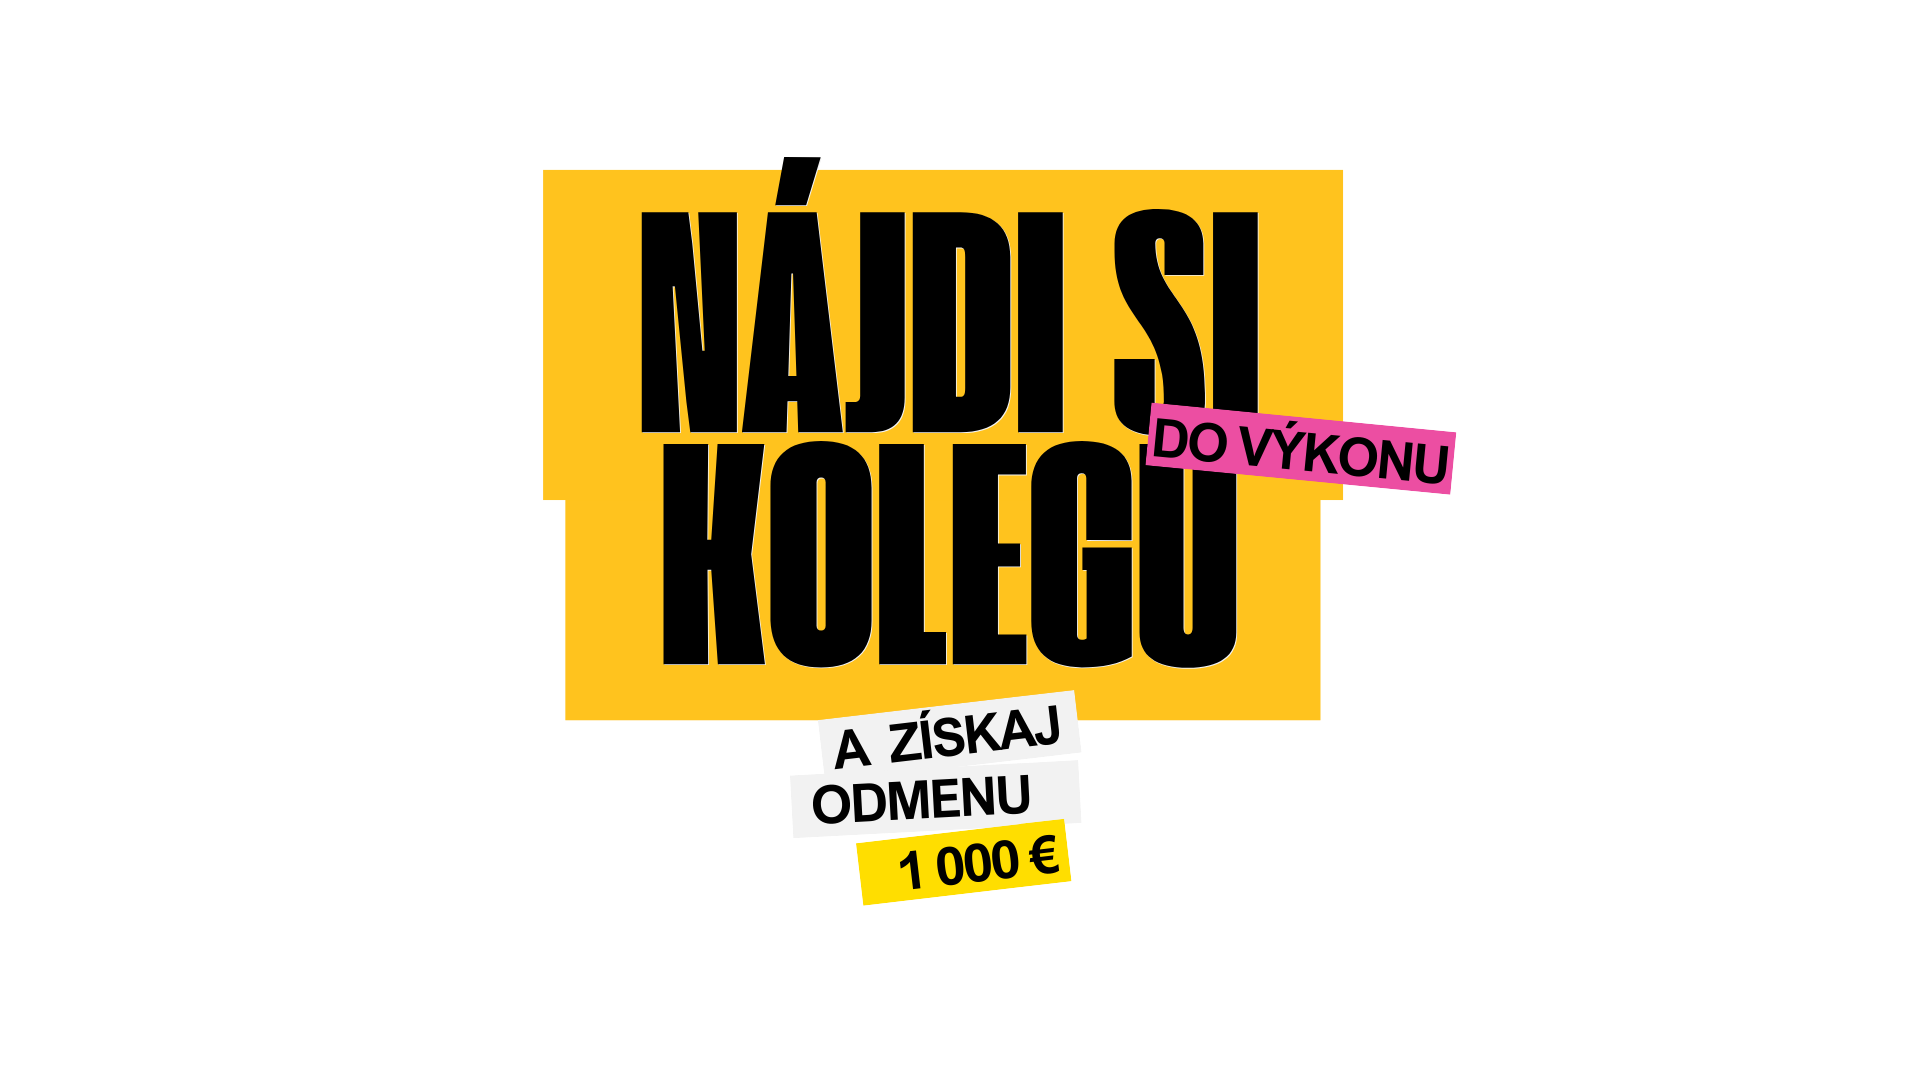 NÁJDI SI
KOLEGU
DO VÝKONU
A ZÍSKAJ
ODMENU
1 000 €